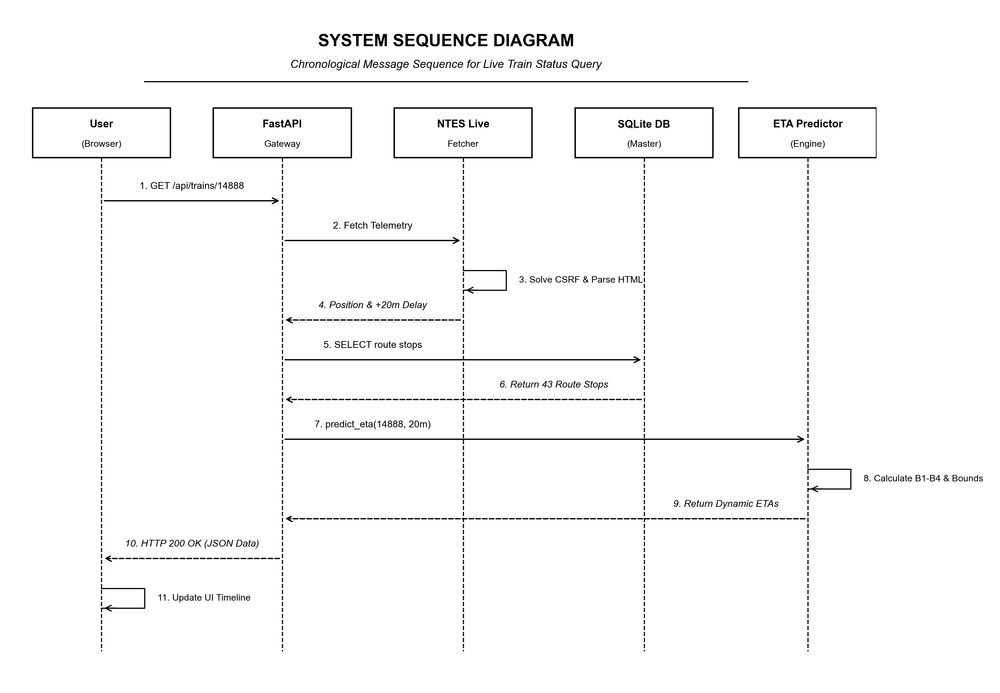 SYSTEM SEQUENCE DIAGRAM
Chronological Message Sequence for Live Train Status Query
User
(Browser)
FastAPI
Gateway
NTES Live
Fetcher
SQLite DB
(Master)
ETA Predictor
(Engine)
1. GET /api/trains/14888
2. Fetch Telemetry
3. Solve CSRF & Parse HTML
4. Position & +20m Delay
5. SELECT route stops
6. Return 43 Route Stops
7. predict_eta(14888, 20m)
8. Calculate B1-B4 & Bounds
9. Return Dynamic ETAs
10. HTTP 200 OK (JSON Data)
11. Update UI Timeline